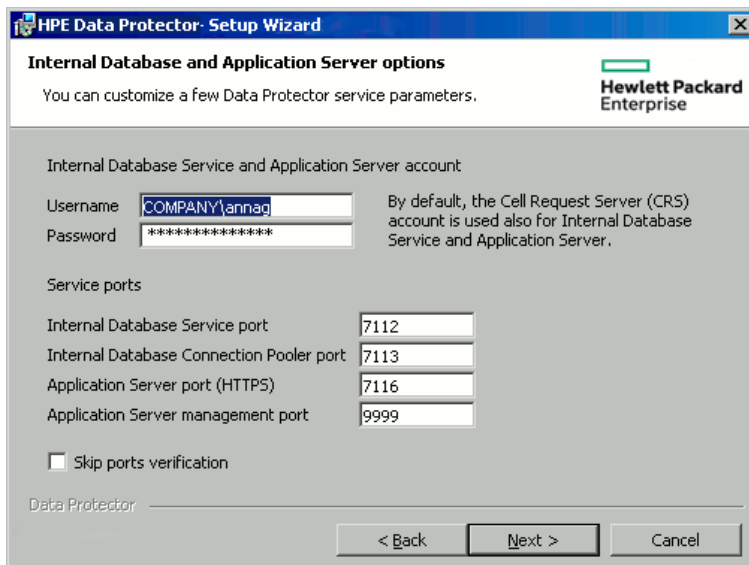 HPE Data Protector- Setup Wizard
Internal Database and Application Server options
You can customize a few Data Protector service parameters.
Hewlett Packard
Enterprise
Internal Database Service and Application Server account
Username COMPANY\annag
Password **************
By default, the Cell Request Server (CRS)
account is used also for Internal Database
Service and Application Server.
Service ports
Internal Database Service port 7112
Internal Database Connection Pooler port 7113
Application Server port (HTTPS) 7116
Application Server management port 9999
Skip ports verification
Data Protector
< Back Next > Cancel